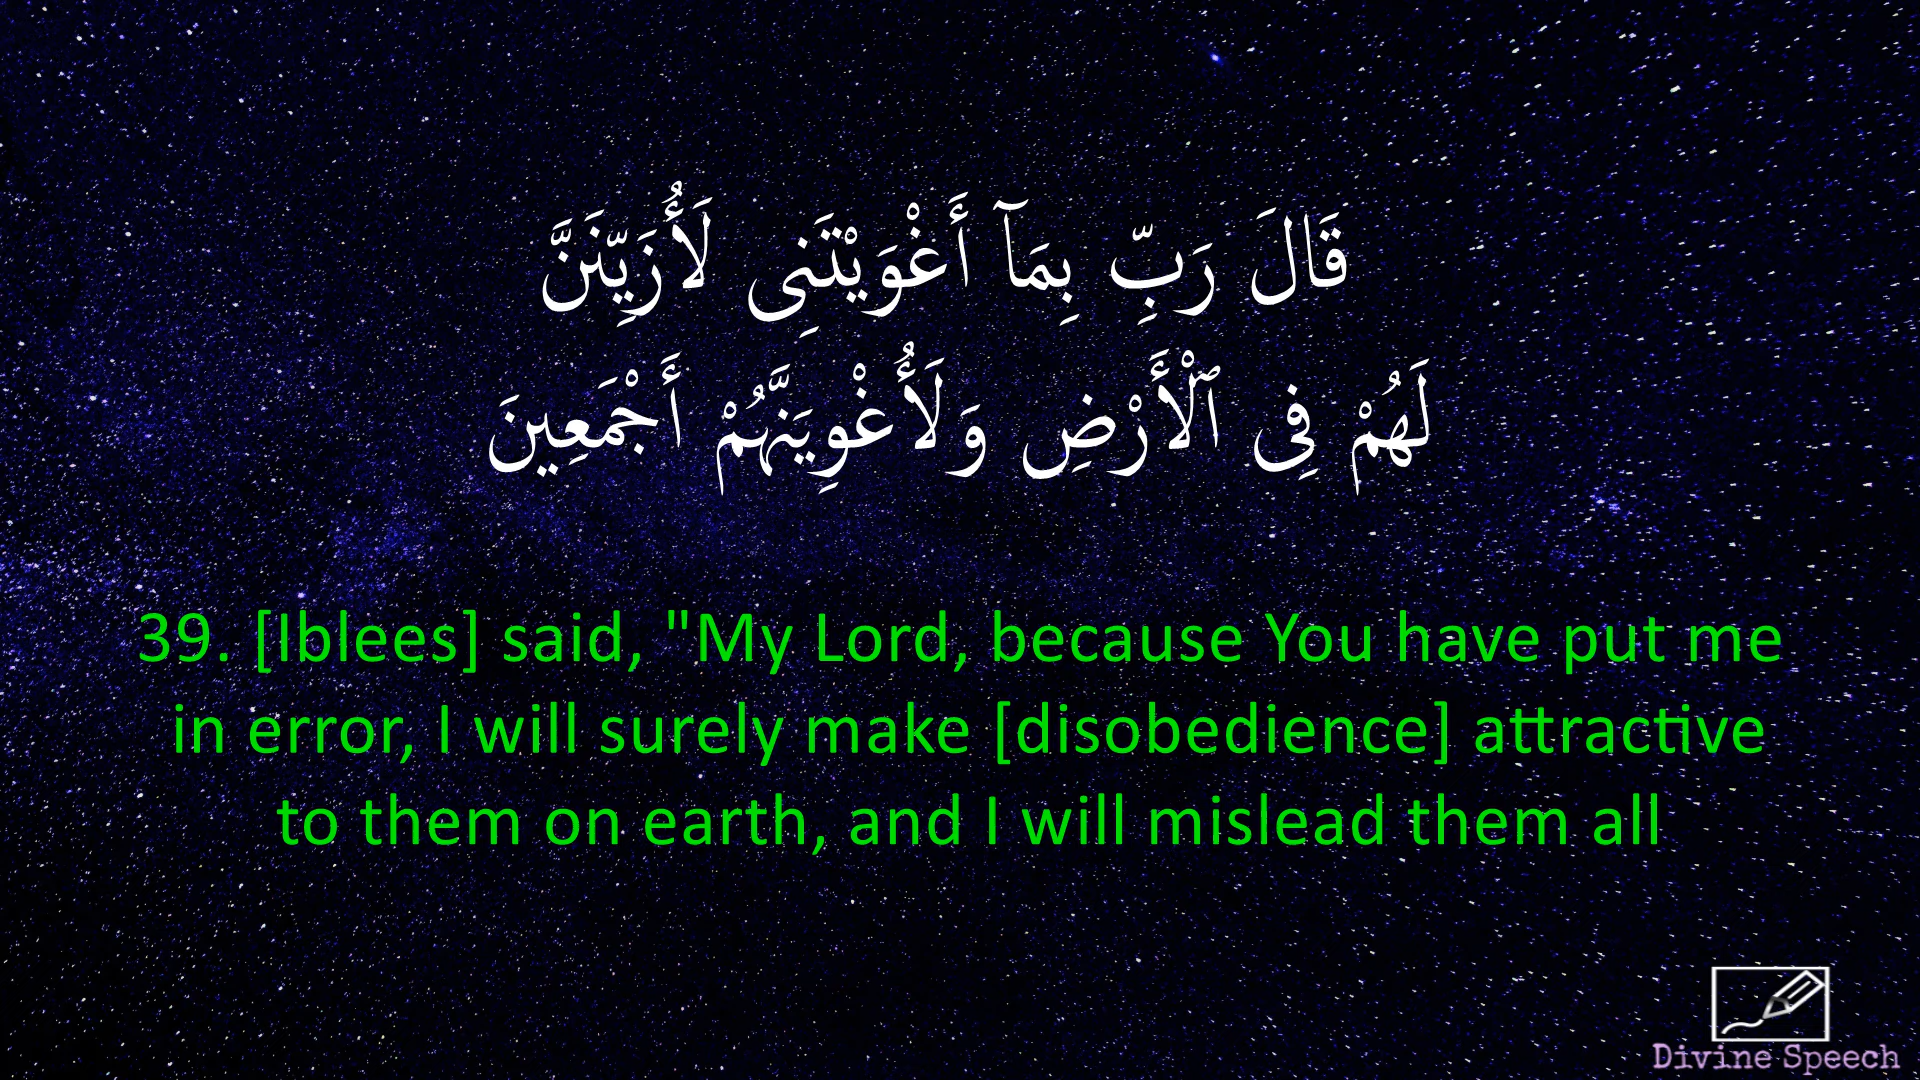 قَالَ رَبِّ بِمَآ أَغْوَيْتَنِى لَأُزَيِّنَنَّ
لَهُمْ فِى ٱلْأَرْضِ وَلَأُغْوِيَنَّهُمْ أَجْمَعِينَ
39. [Iblees] said, "My Lord, because You have put me
in error, I will surely make [disobedience] attractive
to them on earth, and I will mislead them all
Divine Speech